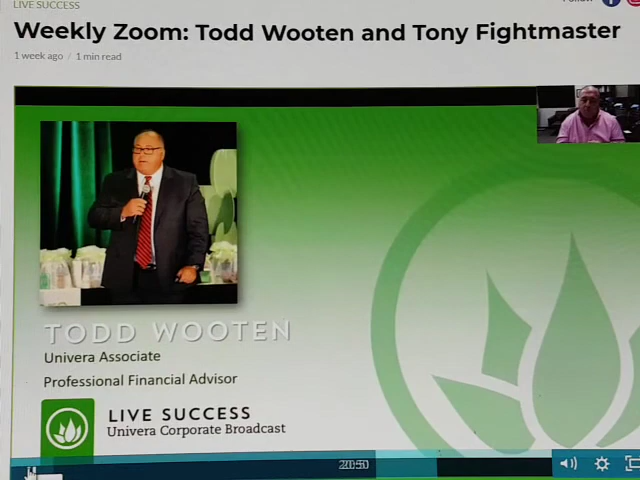 LIVE SUCCESS
Weekly Zoom: Todd Wooten and Tony Fightmaster
1 week ago / 1 min read
TODD WOOTEN
Univera Associate
Professional Financial Advisor
LIVE SUCCESS
Univera Corporate Broadcast